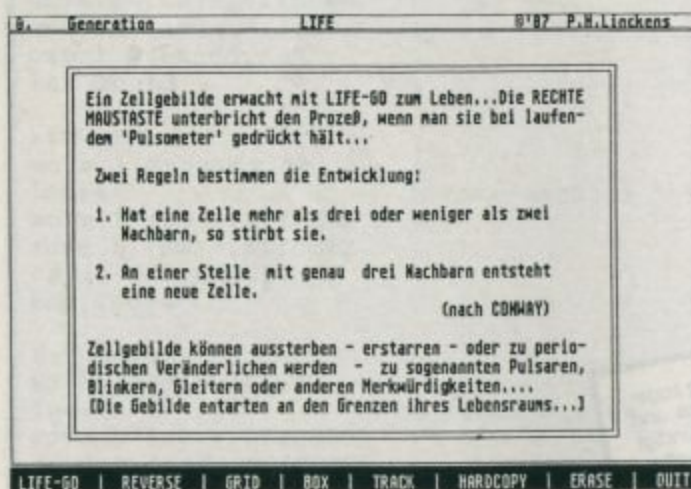 0. Generation LIFE ©'87 P.M.Linckens
Ein Zellgebilde erwacht mit LIFE-GO zum Leben...Die RECHTE
MAUSTASTE unterbricht den Prozeß, wenn man sie bei laufen-
dem 'Pulsometer' gedrückt hält...
Zwei Regeln bestimmen die Entwicklung:
1. Hat eine Zelle mehr als drei oder weniger als zwei
Nachbarn, so stirbt sie.
2. An einer Stelle mit genau drei Nachbarn entsteht
eine neue Zelle.
(nach CONWAY)
Zellgebilde können aussterben - erstarren - oder zu perio-
dischen Veränderlichen werden - zu sogenannten Pulsaren,
Blinkern, Gleitern oder anderen Merkwürdigkeiten....
[Die Gebilde entarten an den Grenzen ihres Lebensraums...]
LIFE-GO | REVERSE | GRID | BOX | TRACK | HARDCOPY | ERASE | QUIT